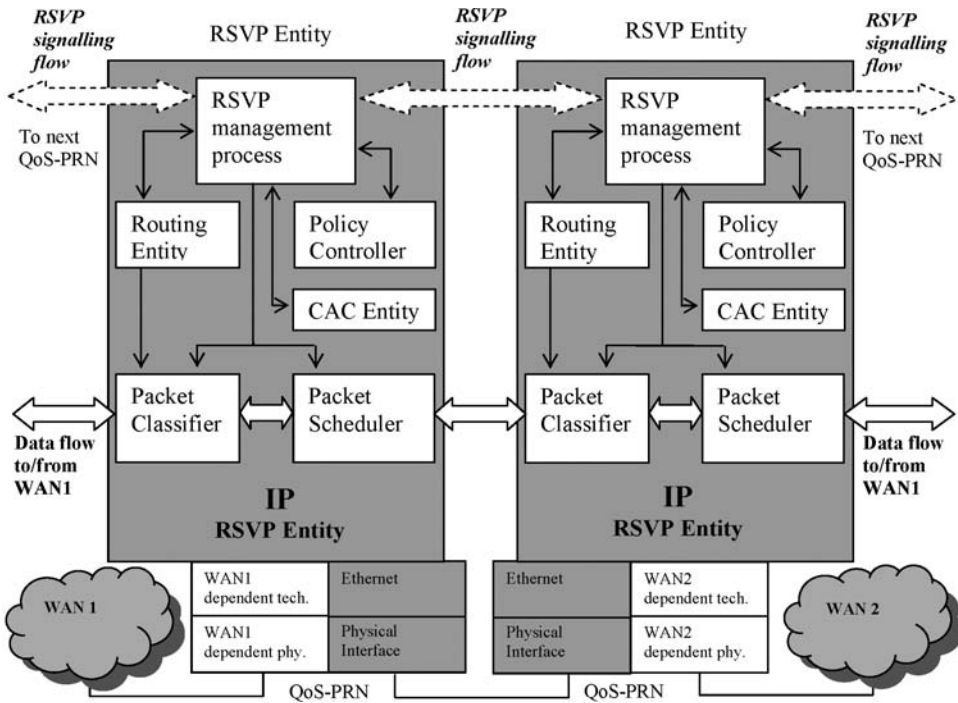 RSVP
signalling
flow
RSVP Entity
RSVP
signalling
flow
RSVP Entity
RSVP
signalling
flow
To next
QoS-PRN
RSVP
management
process
RSVP
management
process
To next
QoS-PRN
Routing
Entity
Policy
Controller
Routing
Entity
Policy
Controller
CAC Entity
CAC Entity
Packet
Classifier
Packet
Scheduler
Packet
Classifier
Packet
Scheduler
Data flow
to/from
WAN1
Data flow
to/from
WAN1
IP
RSVP Entity
IP
RSVP Entity
WAN 1
WAN1
dependent tech.
Ethernet
WAN1
dependent phy.
Physical
Interface
Ethernet
WAN2
dependent tech.
Physical
Interface
WAN2
dependent phy.
WAN 2
QoS-PRN
QoS-PRN